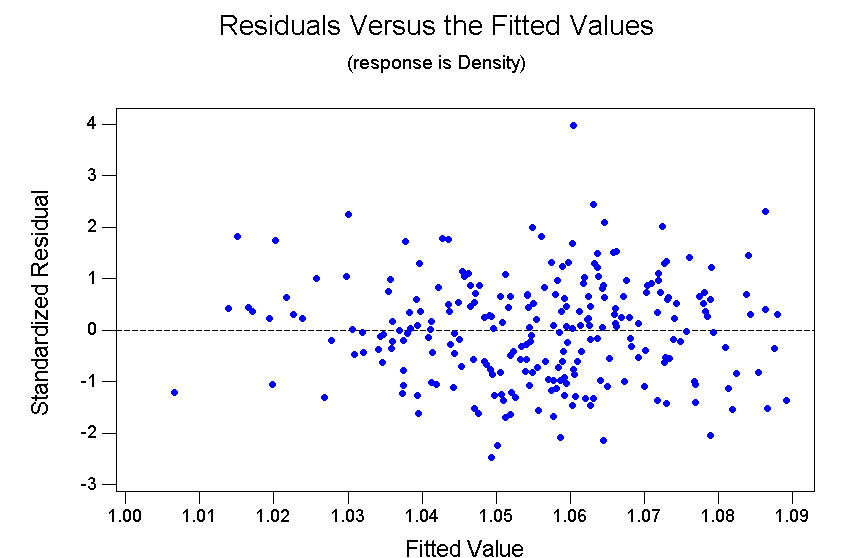 Residuals Versus the Fitted Values
(response is Density)
4
3
2
1
0
-1
-2
-3
Standardized Residual
1.00 1.01 1.02 1.03 1.04 1.05 1.06 1.07 1.08 1.09
Fitted Value